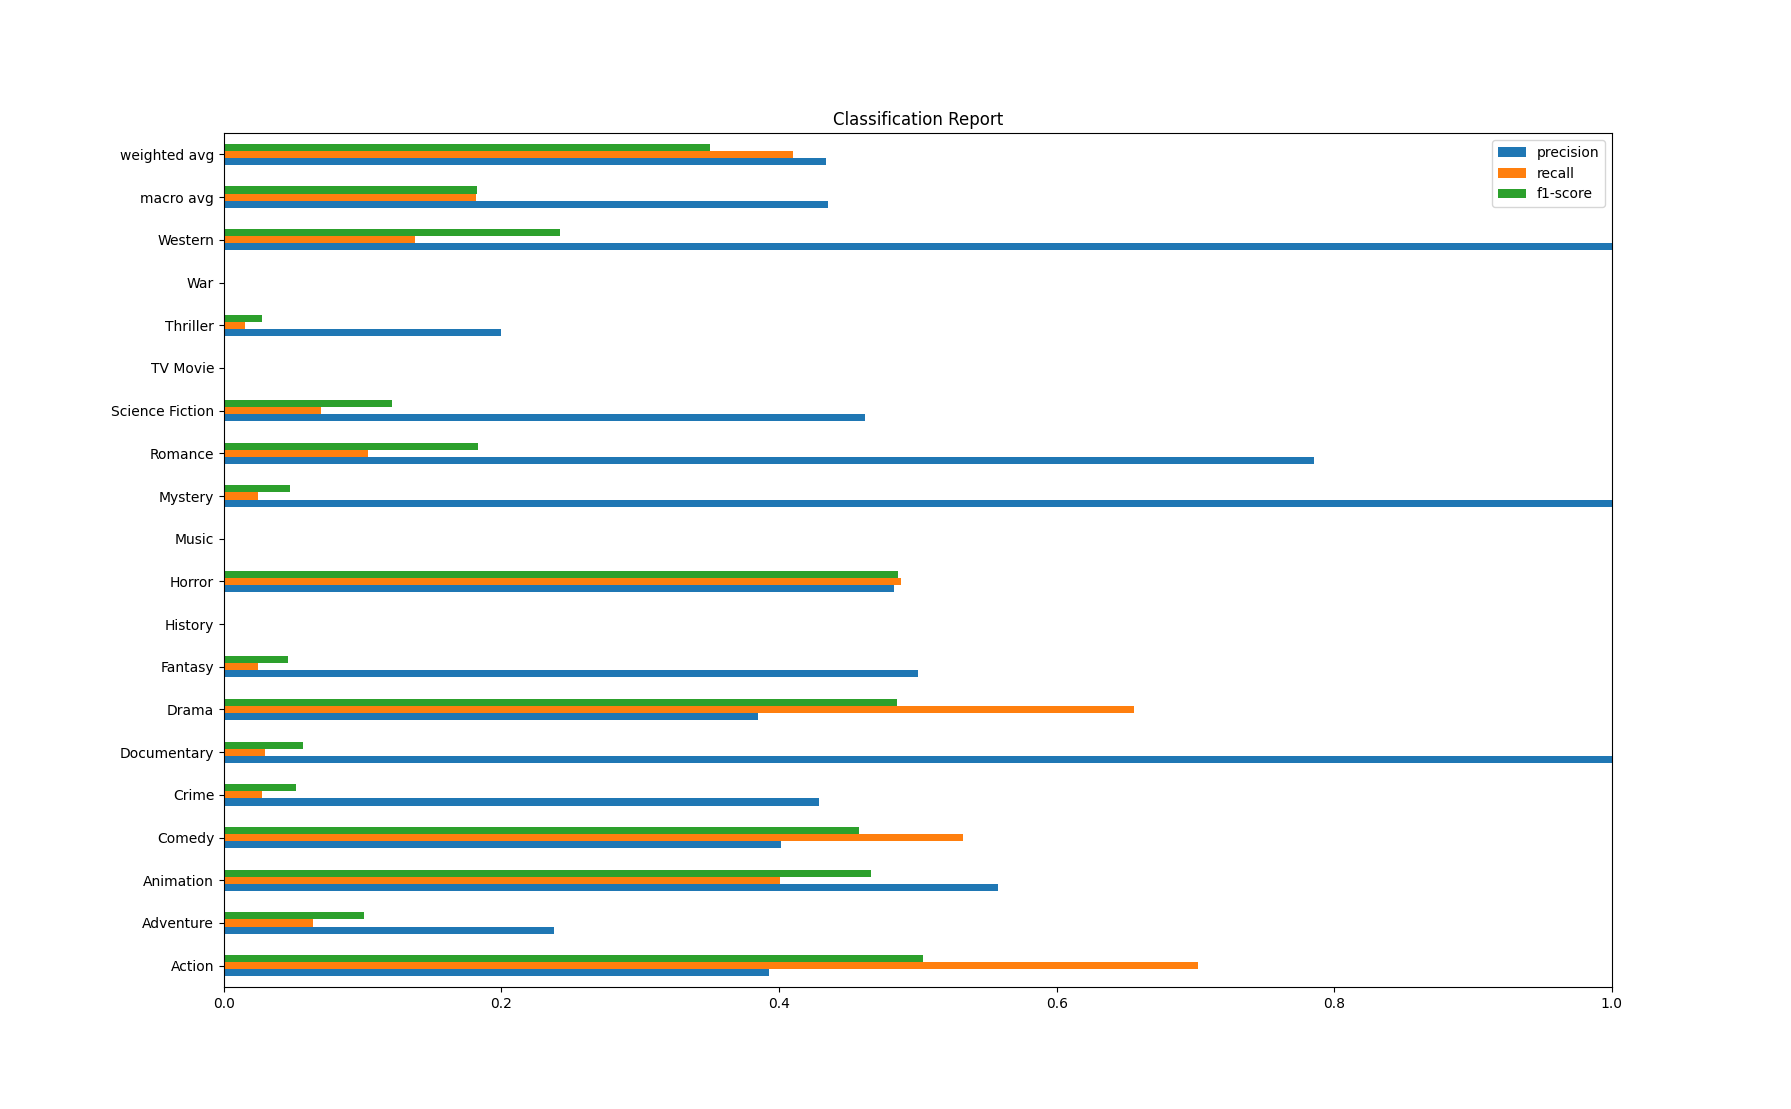 Classification Report
precision
recall
f1-score
weighted avg
macro avg
Western
War
Thriller
TV Movie
Science Fiction
Romance
Mystery
Music
Horror
History
Fantasy
Drama
Documentary
Crime
Comedy
Animation
Adventure
Action
0.0 0.2 0.4 0.6 0.8 1.0